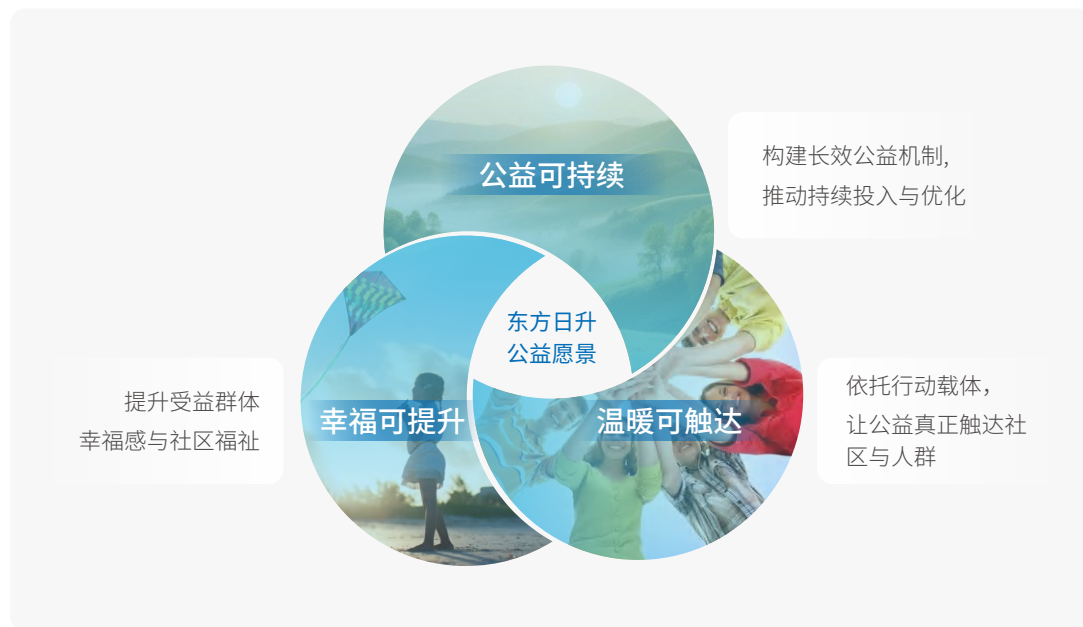 公益可持续
构建长效公益机制,
推动持续投入与优化
东方日升
公益愿景
提升受益群体
幸福感与社区福祉
幸福可提升
温暖可触达
依托行动载体，
让公益真正触达社
区与人群